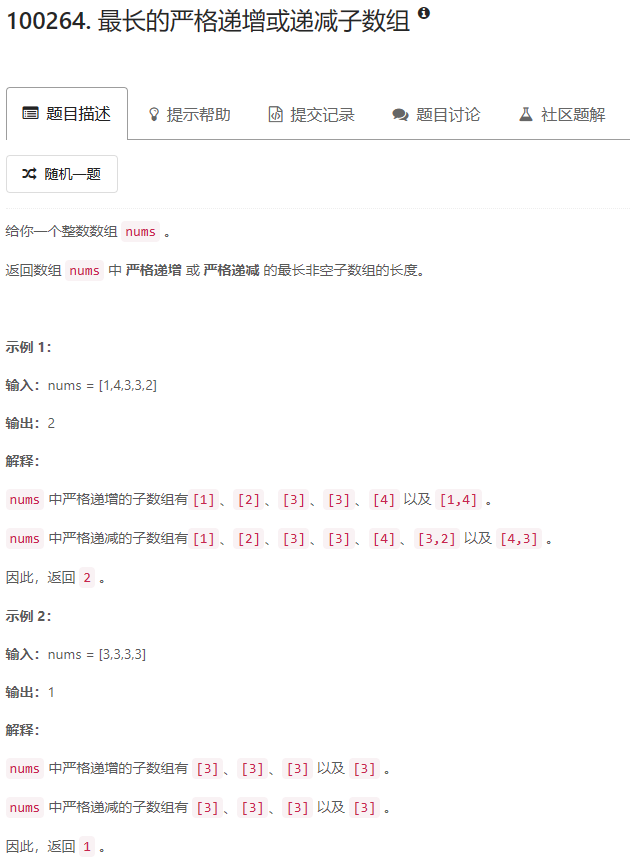 100264. 最长的严格递增或递减子数组
题目描述 提示帮助 提交记录 题目讨论 社区题解
随机一题
给你一个整数数组 nums 。
返回数组 nums 中 严格递增 或 严格递减 的最长非空子数组的长度。
示例 1：
输入：nums = [1,4,3,3,2]
输出：2
解释：
nums 中严格递增的子数组有 [1] 、 [2] 、 [3] 、 [3] 、 [4] 以及 [1,4] 。
nums 中严格递减的子数组有 [1] 、 [2] 、 [3] 、 [3] 、 [4] 、 [3,2] 以及 [4,3] 。
因此，返回 2 。
示例 2：
输入：nums = [3,3,3,3]
输出：1
解释：
nums 中严格递增的子数组有 [3] 、 [3] 、 [3] 以及 [3] 。
nums 中严格递减的子数组有 [3] 、 [3] 、 [3] 以及 [3] 。
因此，返回 1 。